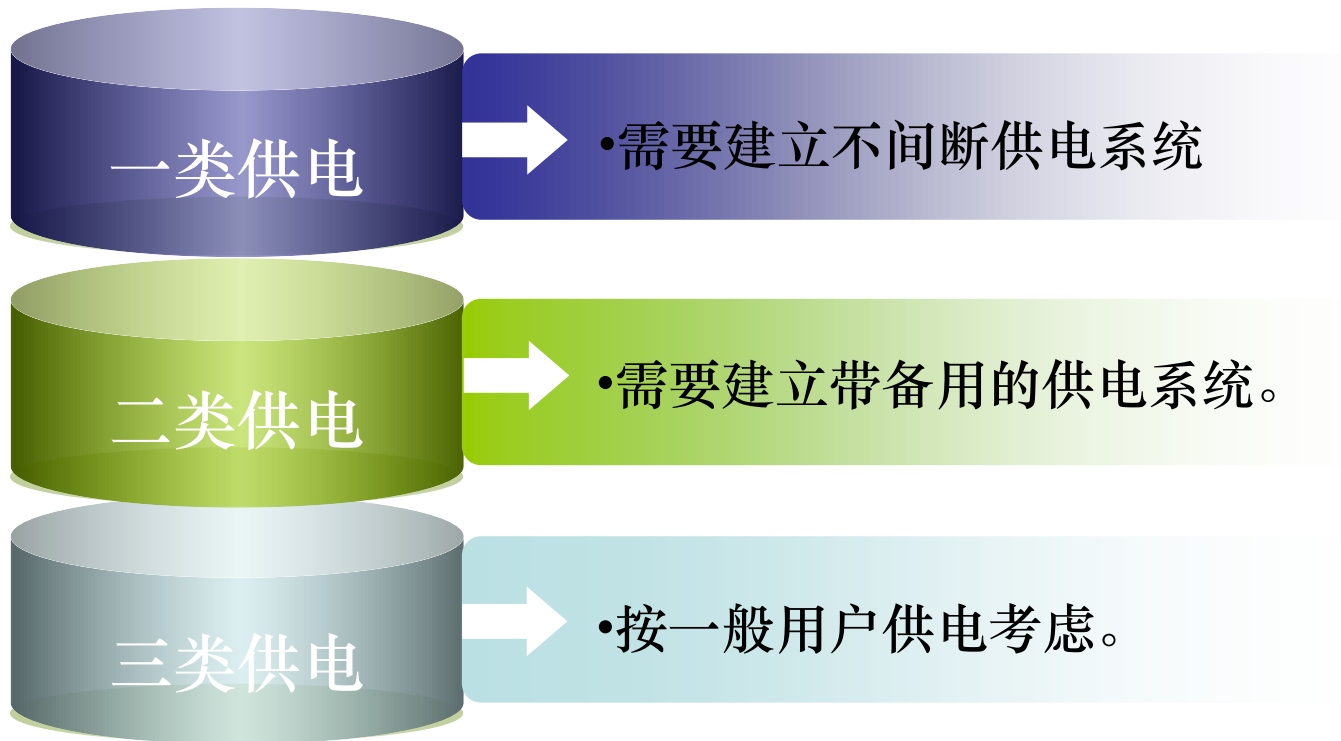 一类供电
•需要建立不间断供电系统
二类供电
•需要建立带备用的供电系统。
三类供电
•按一般用户供电考虑。